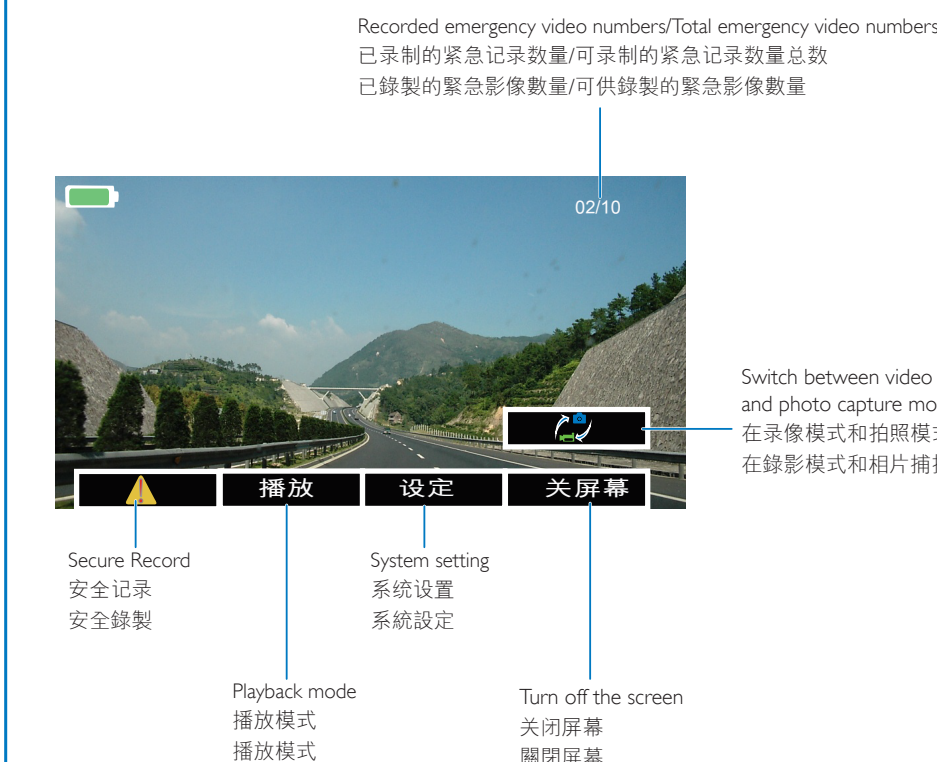 Recorded emergency video numbers/Total emergency video numbers
已录制的紧急记录数量/可录制的紧急记录数量总数
已錄製的緊急影像數量/可供錄製的緊急影像數量
02/10
Switch between video
and photo capture mo
在录像模式和拍照模
在錄影模式和相片捕
播放
设定
关屏幕
Secure Record
安全记录
安全錄製
System setting
系统设置
系統設定
Playback mode
播放模式
播放模式
Turn off the screen
关闭屏幕
關閉屏幕